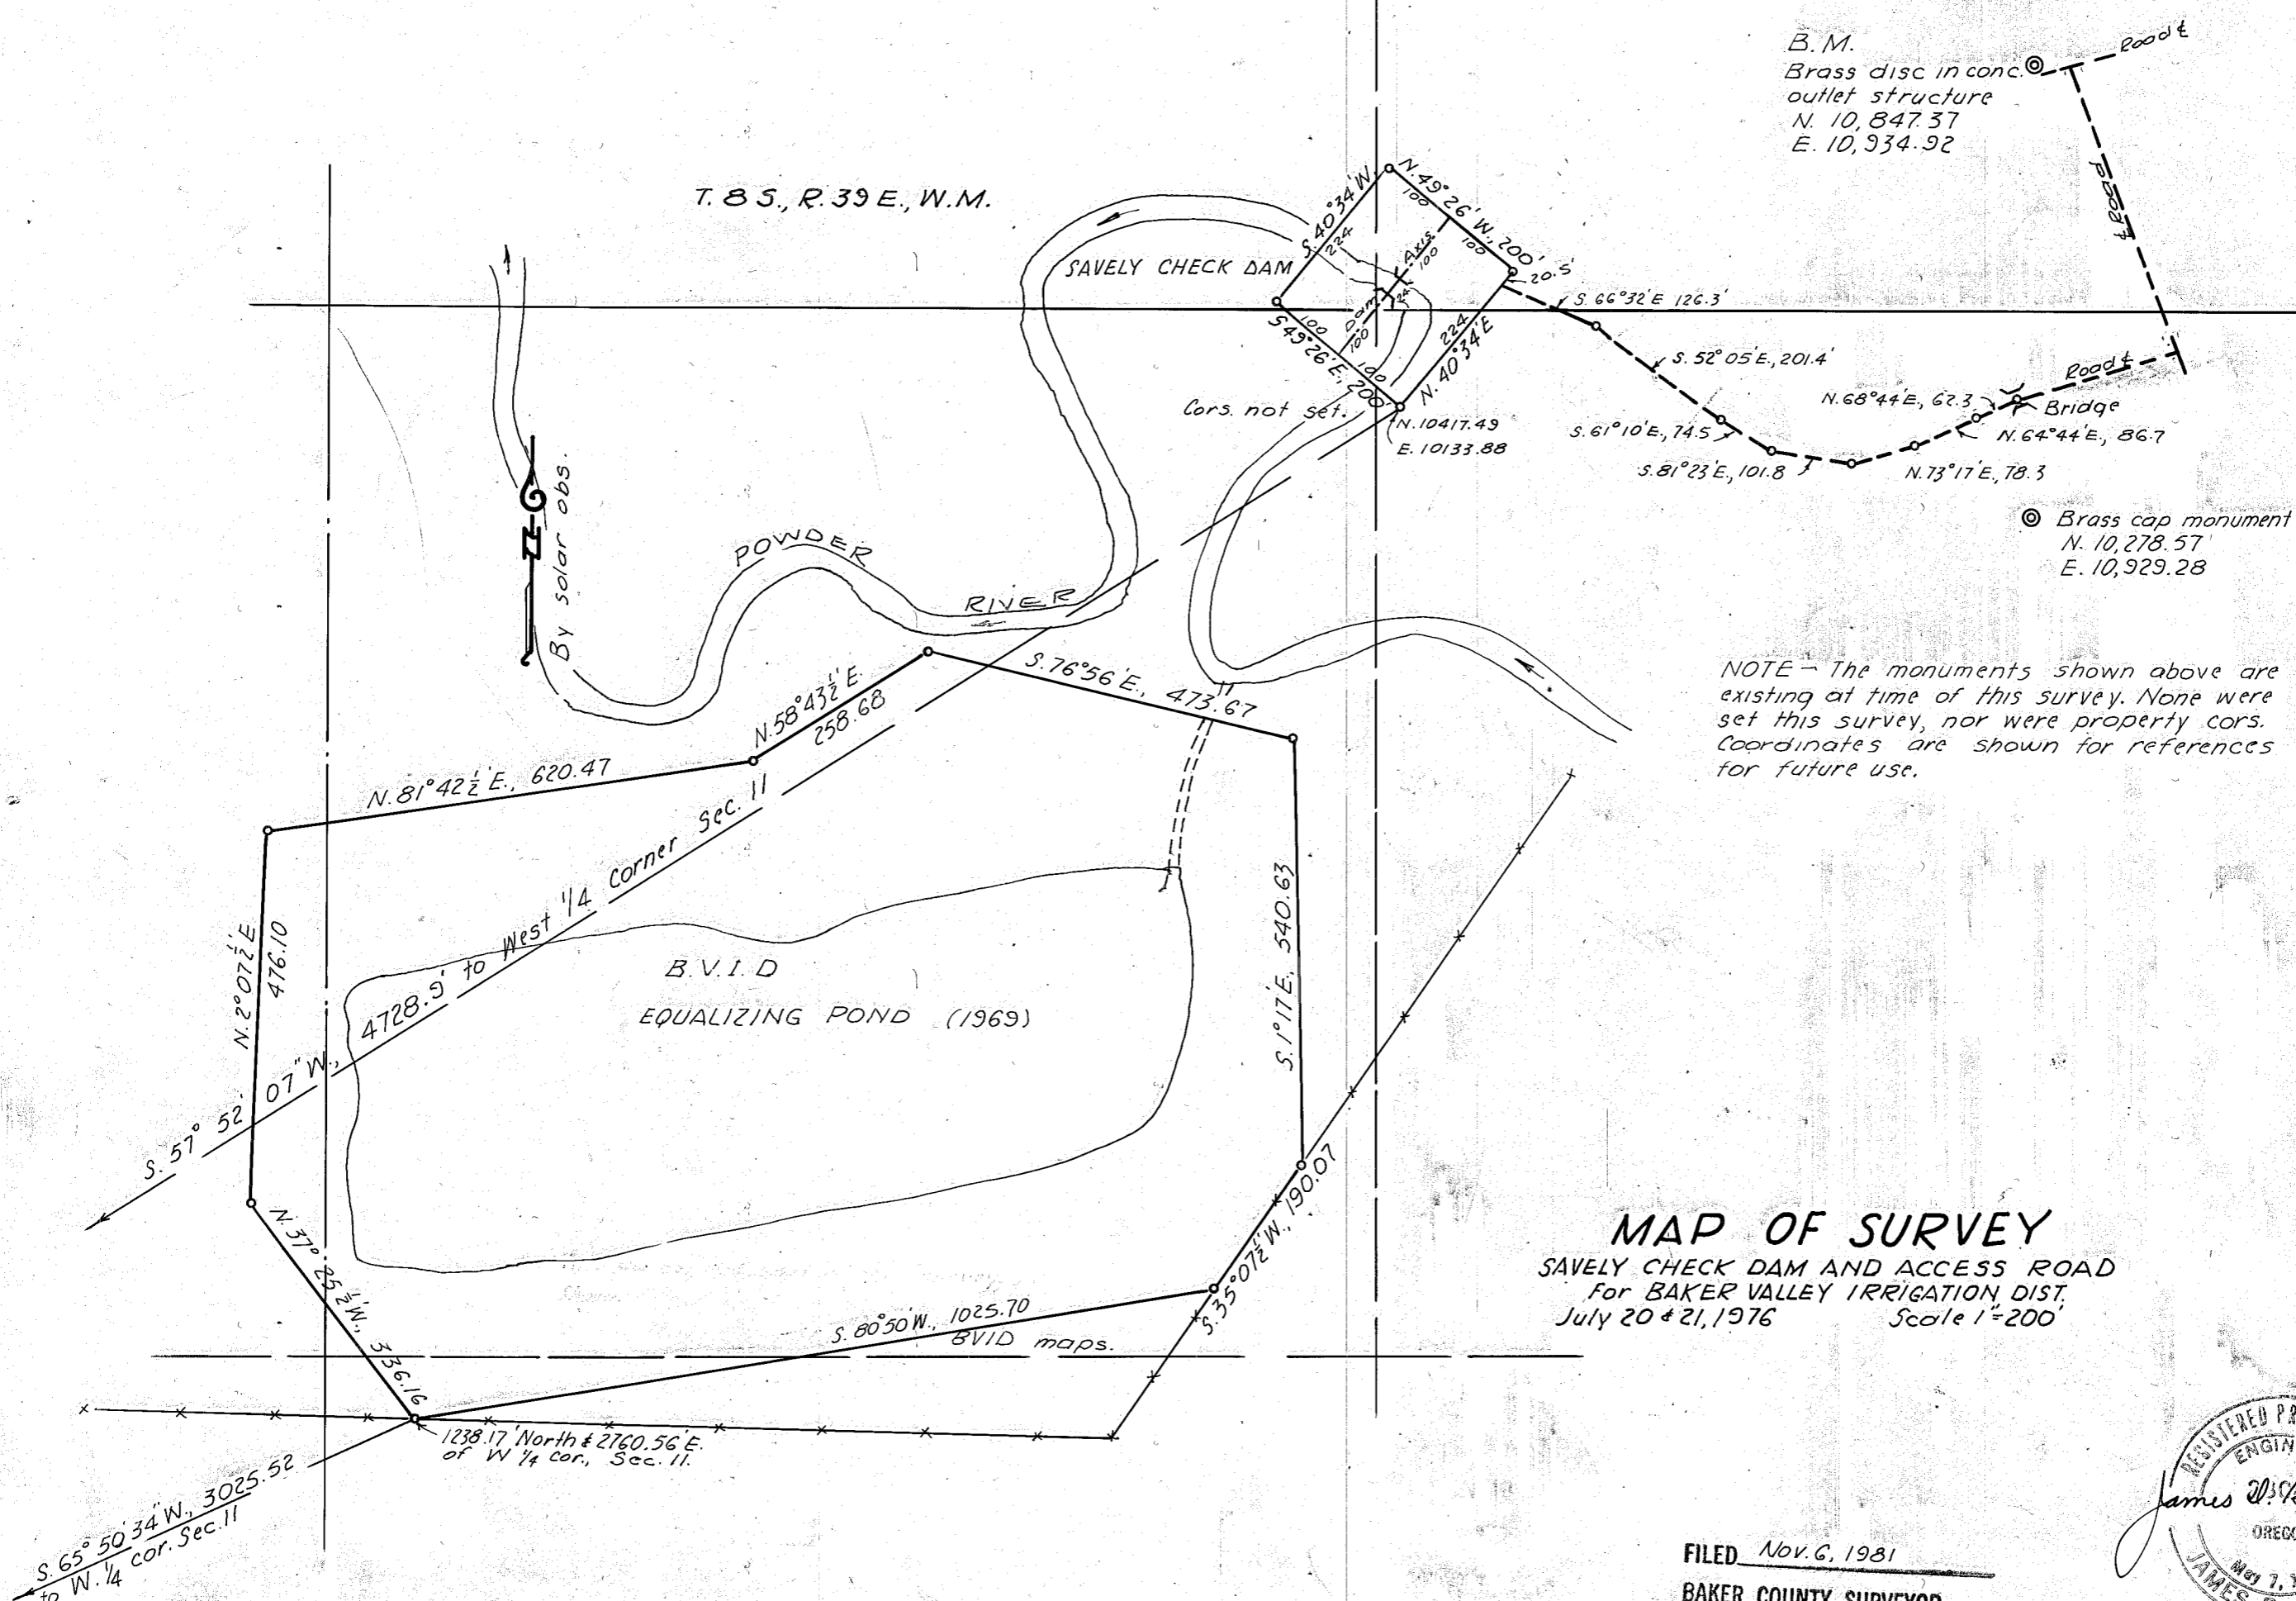 B.M.
Brass disc in conc.
outlet structure
N. 10,847.37
E. 10,934.92
Road ℄
Road ℄
T. 8 S., R. 39 E., W.M.
SAVELY CHECK DAM
S. 40°34' W.
224
N. 49°26' W., 200'
100
100
Dam Axis
100
24
100
20.5'
S 49°26' E, 200'
100
100
224
N. 40°34' E
Cors. not set.
N. 10417.49
E. 10133.88
S. 66°32' E 126.3'
S. 52°05' E., 201.4'
S. 61°10' E., 74.5
S. 81°23' E., 101.8
N. 73°17' E., 78.3
N. 64°44' E., 86.7
N. 68°44' E., 62.3
Bridge
Road ℄
Brass cap monument
N. 10,278.57
E. 10,929.28
By solar obs.
POWDER
RIVER
NOTE - The monuments shown above are
existing at time of this survey. None were
set this survey, nor were property cors.
Coordinates are shown for references
for future use.
N. 81°42½' E., 620.47
N. 58°43½' E.
258.68
S. 76°56' E., 473.67
S. 1°17' E. 540.63
S. 35°07½' W., 190.07
S. 80°50' W., 1025.70
BVID maps.
N. 37°25½' W., 336.16
N. 2°07½' E
476.10
S. 57° 52' 07" W., 4728.9' to West 1/4 Corner Sec. 11
B.V.I.D
EQUALIZING POND (1969)
1238.17' North & 2760.56' E.
of W 1/4 cor., Sec. 11.
S. 65° 50' 34" W., 3025.52
to W. 1/4 cor. Sec. 11
MAP OF SURVEY
SAVELY CHECK DAM AND ACCESS ROAD
For BAKER VALLEY IRRIGATION DIST.
July 20 & 21, 1976 Scale 1"=200'
FILED Nov. 6, 1981
BAKER COUNTY SURVEYOR
REGISTERED
James
JAMES